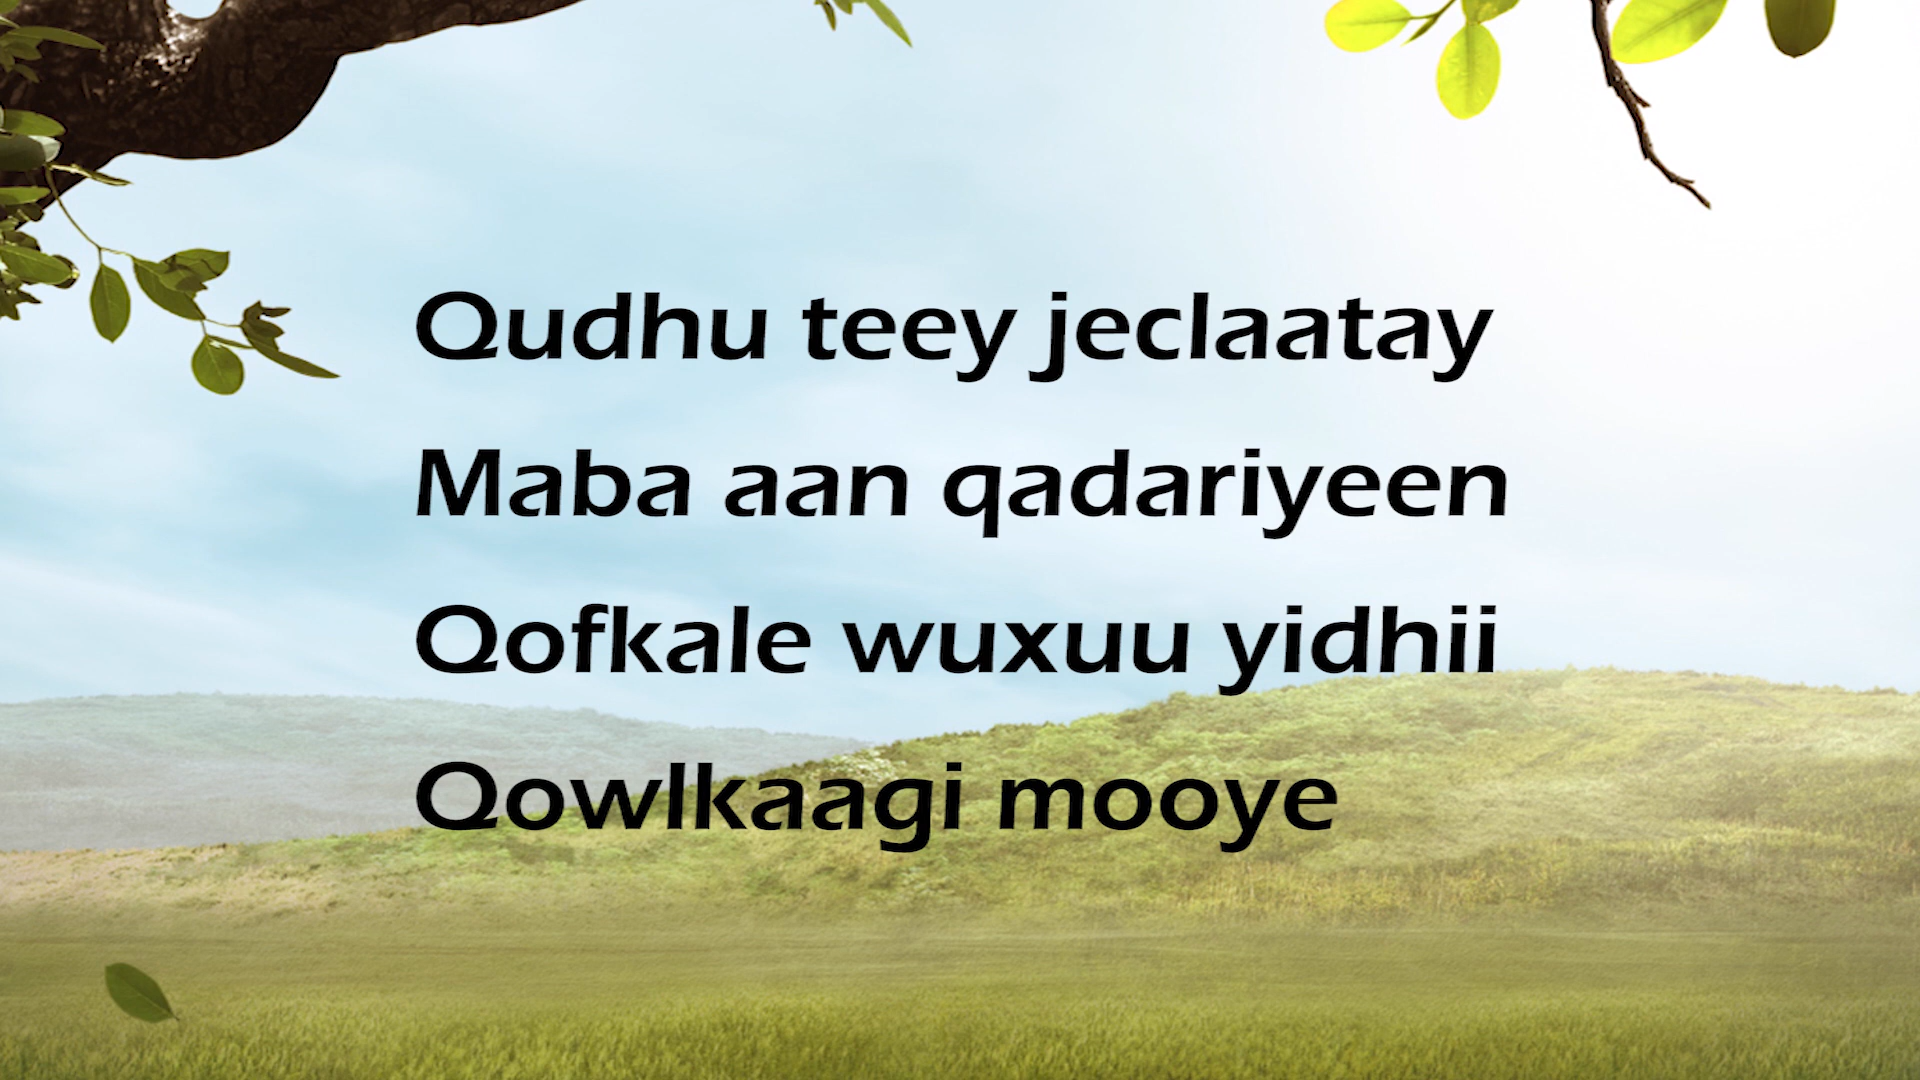 Qudhu teey jeclaatay
Maba aan qadariyeen
Qofkale wuxuu yidhii
Qowlkaagi mooye